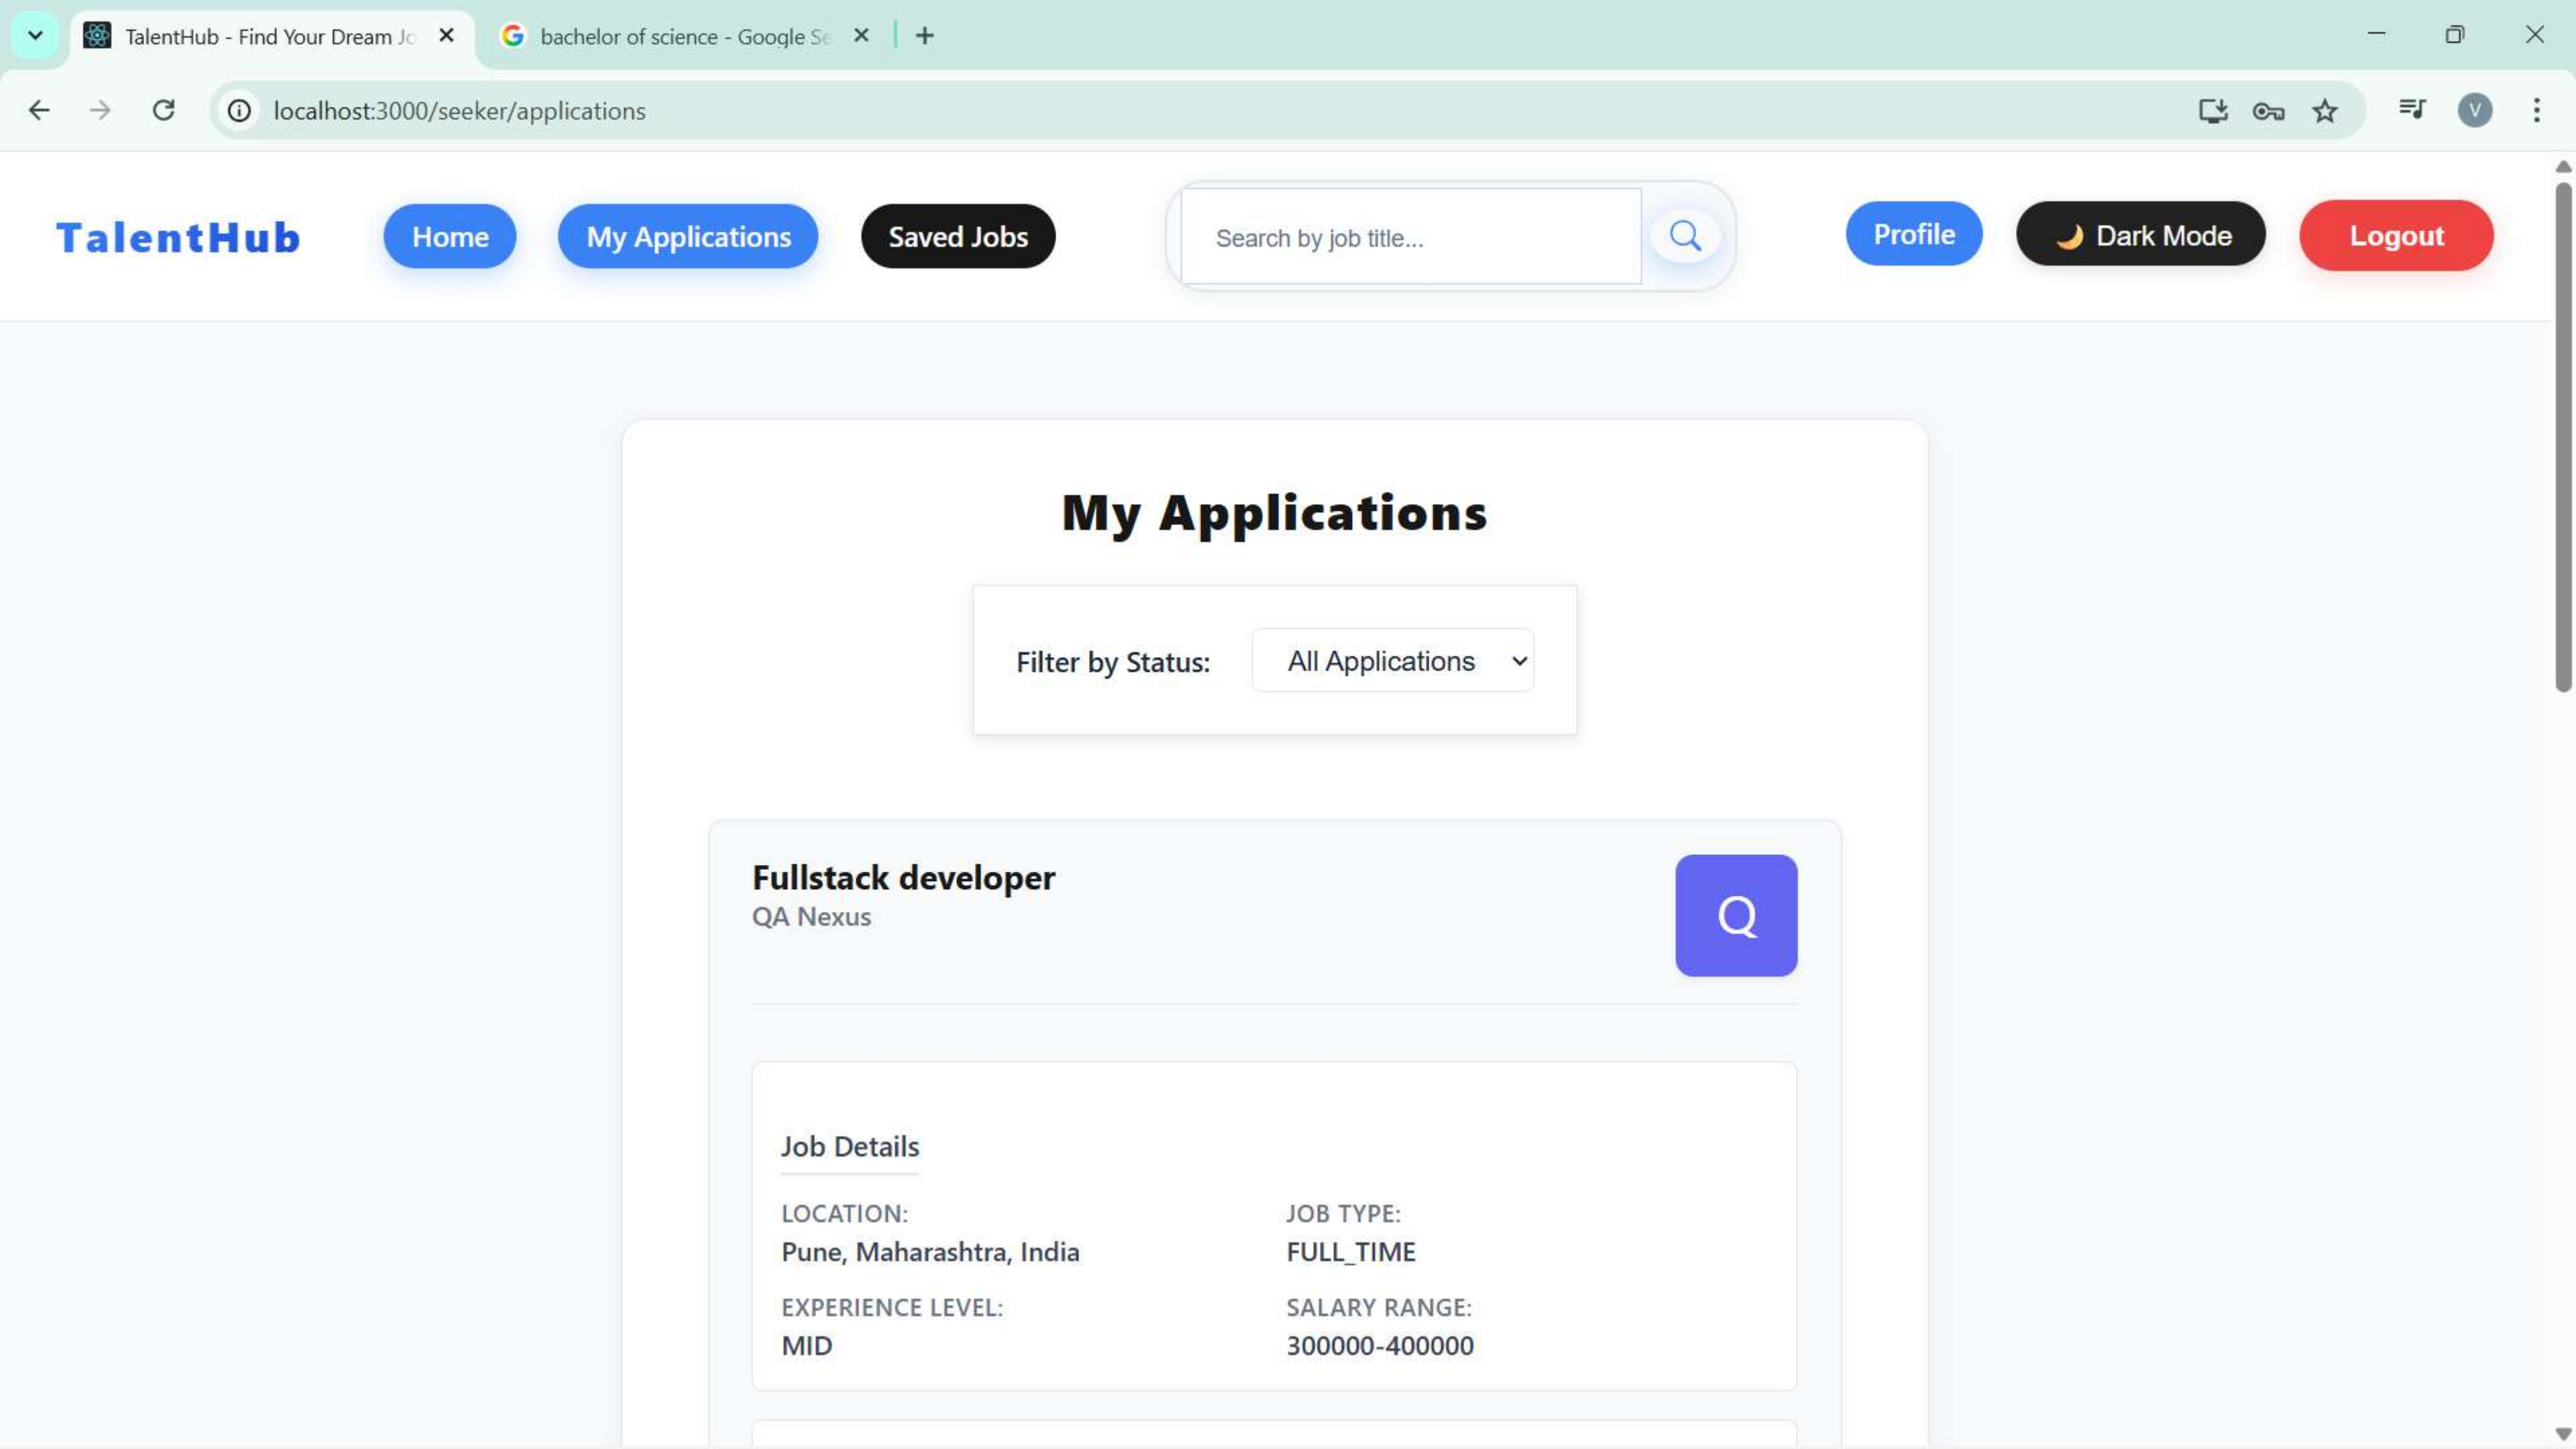 TalentHub - Find Your Dream Jo
bachelor of science - Google Se
localhost:3000/seeker/applications
V
TalentHub
Home
My Applications
Saved Jobs
Search by job title...
Profile
🌙 Dark Mode
Logout
My Applications
Filter by Status:
All Applications
Fullstack developer
QA Nexus
Q
Job Details
LOCATION:
JOB TYPE:
Pune, Maharashtra, India
FULL_TIME
EXPERIENCE LEVEL:
SALARY RANGE:
MID
300000-400000